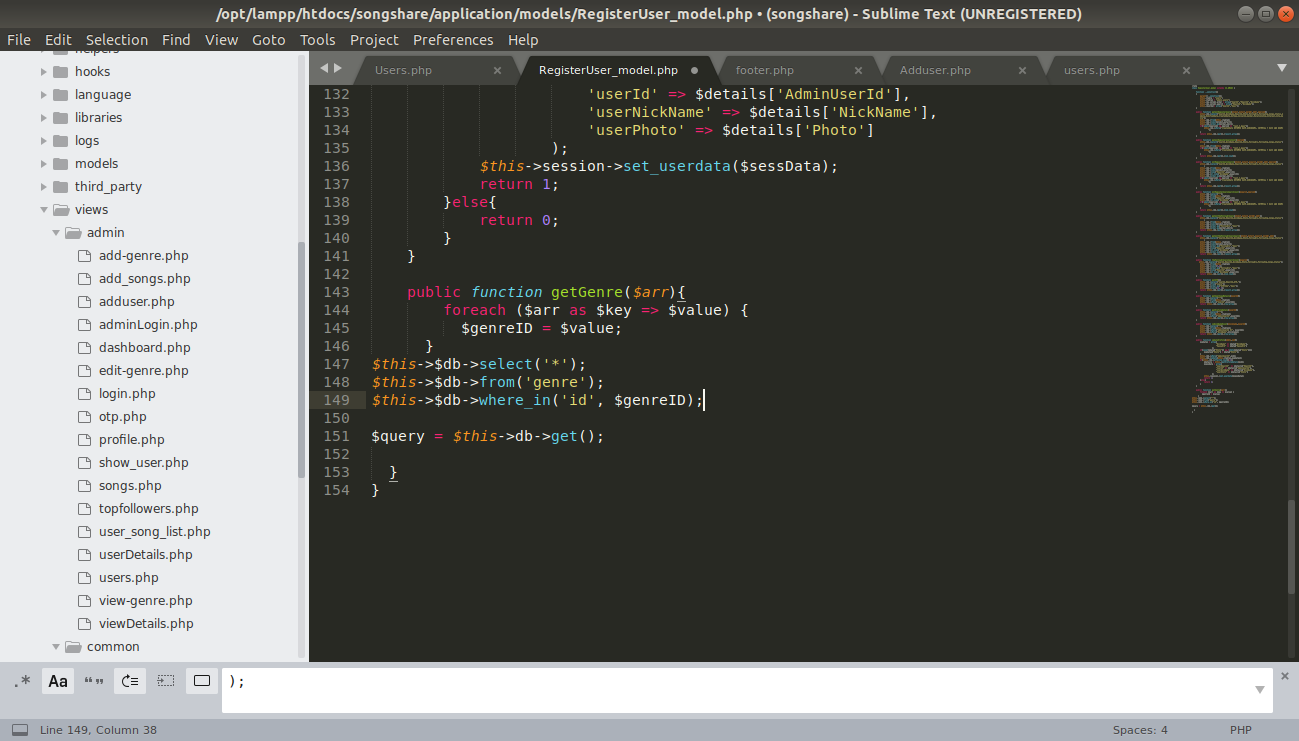 /opt/lampp/htdocs/songshare/application/models/RegisterUser_model.php • (songshare) - Sublime Text (UNREGISTERED)
File Edit Selection Find View Goto Tools Project Preferences Help
helpers
hooks
language
libraries
logs
models
third_party
views
admin
add-genre.php
add_songs.php
adduser.php
adminLogin.php
dashboard.php
edit-genre.php
login.php
otp.php
profile.php
show_user.php
songs.php
topfollowers.php
user_song_list.php
userDetails.php
users.php
view-genre.php
viewDetails.php
common
Users.php × RegisterUser_model.php footer.php × Adduser.php × users.php ×
132 'userId' => $details['AdminUserId'],
133 'userNickName' => $details['NickName'],
134 'userPhoto' => $details['Photo']
135 );
136 $this->session->set_userdata($sessData);
137 return 1;
138 }else{
139 return 0;
140 }
141 }
142
143 public function getGenre($arr){
144 foreach ($arr as $key => $value) {
145 $genreID = $value;
146 }
147 $this->$db->select('*');
148 $this->$db->from('genre');
149 $this->$db->where_in('id', $genreID);
150
151 $query = $this->db->get();
152
153 }
154 }
.* Aa “” );
Line 149, Column 38 Spaces: 4 PHP